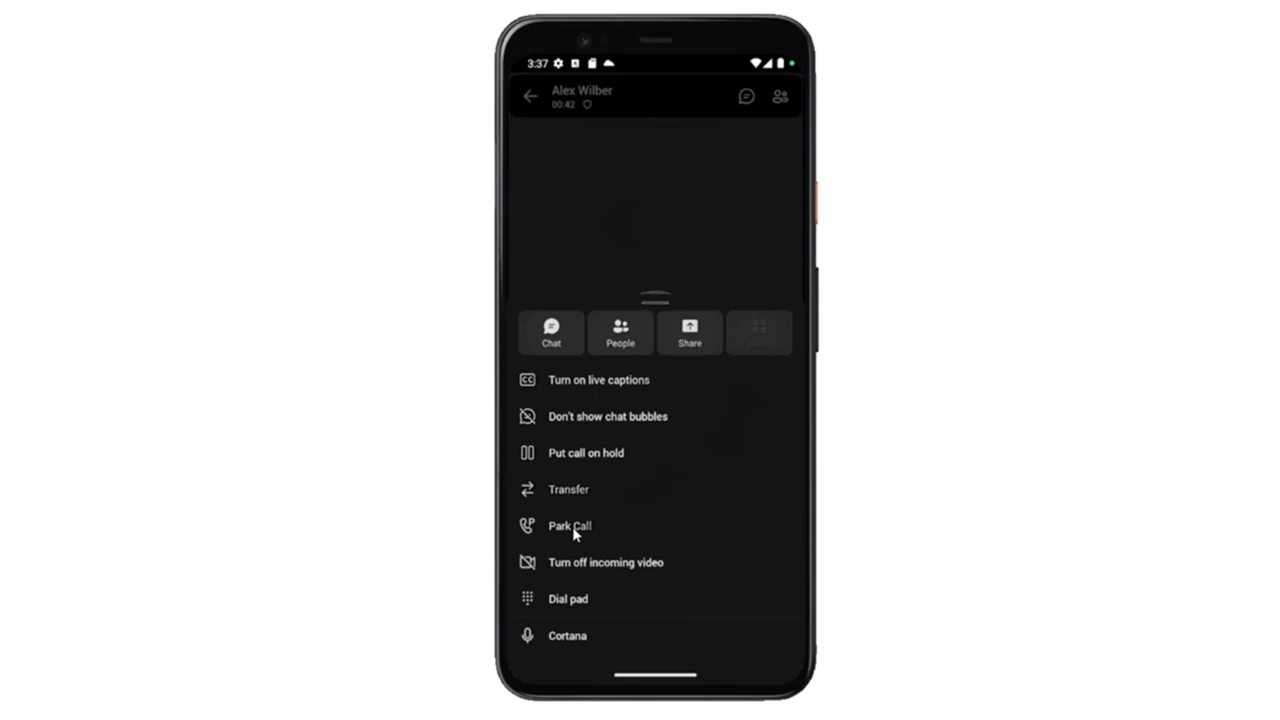 3:37
Alex Wilber
00:42
Chat
People
Share
Turn on live captions
Don't show chat bubbles
Put call on hold
Transfer
Park Call
Turn off incoming video
Dial pad
Cortana